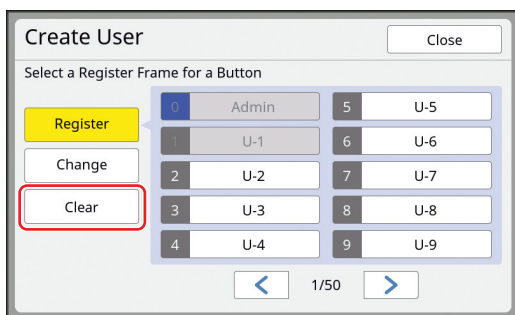 Create User
Close
Select a Register Frame for a Button
Register
Change
Clear
0 Admin
1 U-1
2 U-2
3 U-3
4 U-4
5 U-5
6 U-6
7 U-7
8 U-8
9 U-9
< 1/50 >